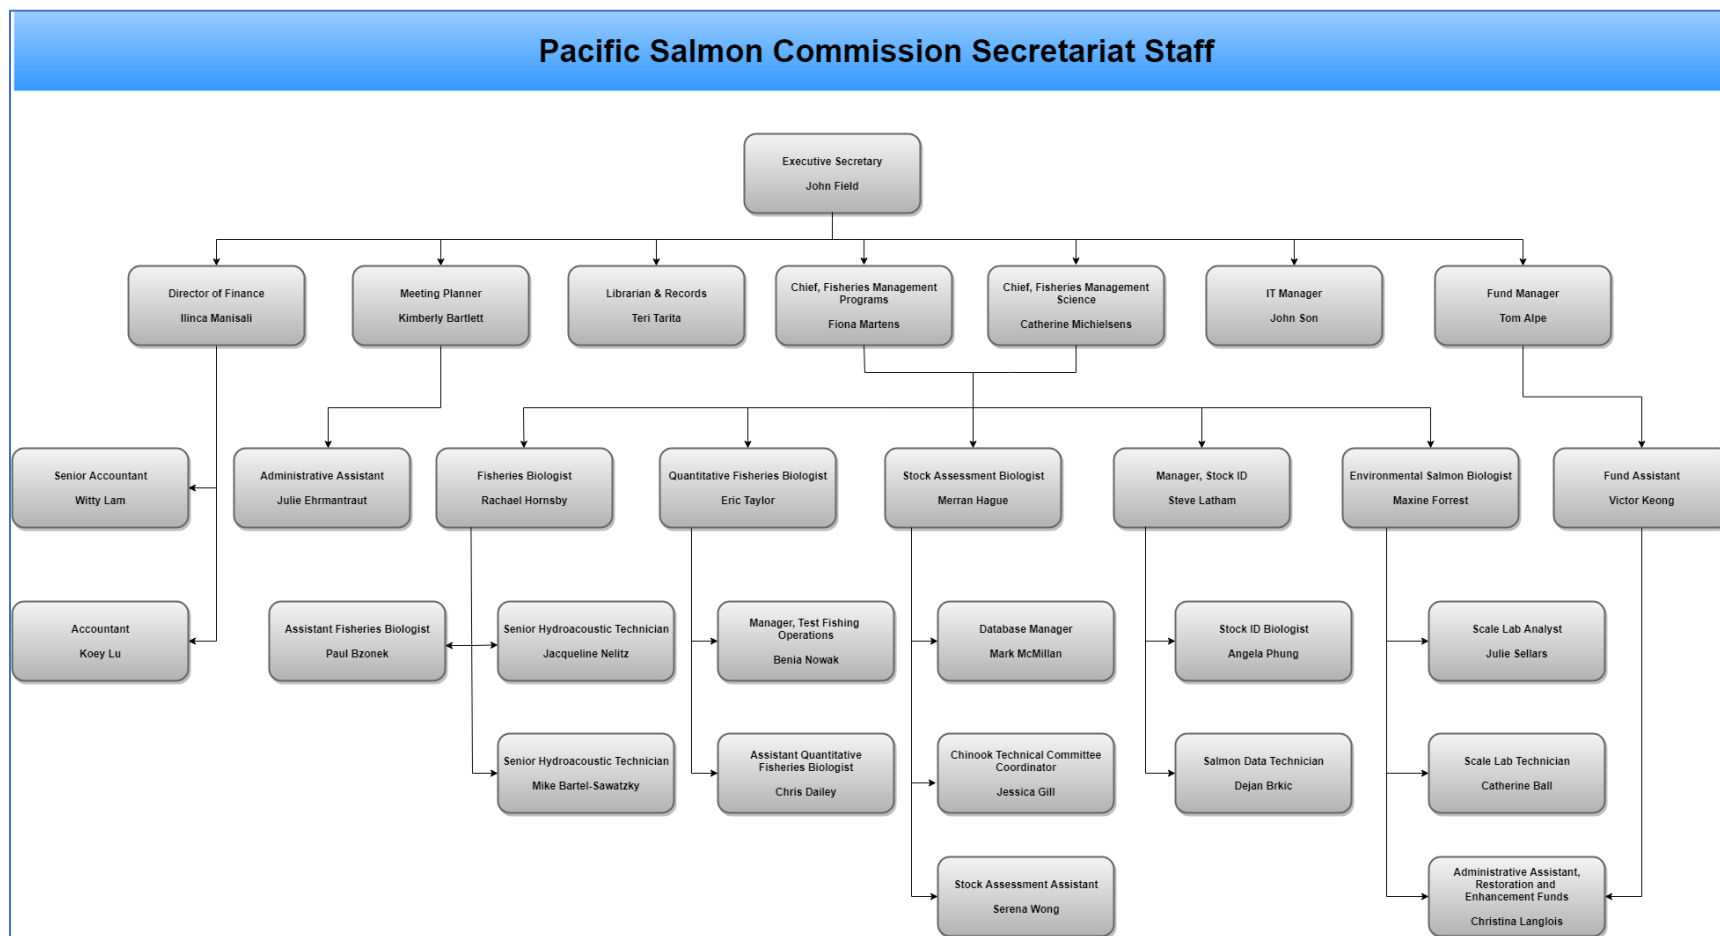 Pacific Salmon Commission Secretariat Staff
Executive Secretary
John Field
Director of Finance
Ilinca Manisali
Meeting Planner
Kimberly Bartlett
Librarian & Records
Teri Tarita
Chief, Fisheries Management
Programs
Fiona Martens
Chief, Fisheries Management
Science
Catherine Michielsens
IT Manager
John Son
Fund Manager
Tom Alpe
Senior Accountant
Witty Lam
Administrative Assistant
Julie Ehrmantraut
Fisheries Biologist
Rachael Hornsby
Quantitative Fisheries Biologist
Eric Taylor
Stock Assessment Biologist
Merran Hague
Manager, Stock ID
Steve Latham
Environmental Salmon Biologist
Maxine Forrest
Fund Assistant
Victor Keong
Accountant
Koey Lu
Assistant Fisheries Biologist
Paul Bzonek
Senior Hydroacoustic Technician
Jacqueline Nelitz
Manager, Test Fishing
Operations
Benia Nowak
Database Manager
Mark McMillan
Stock ID Biologist
Angela Phung
Scale Lab Analyst
Julie Sellars
Senior Hydroacoustic Technician
Mike Bartel-Sawatzky
Assistant Quantitative
Fisheries Biologist
Chris Dailey
Chinook Technical Committee
Coordinator
Jessica Gill
Salmon Data Technician
Dejan Brkic
Scale Lab Technician
Catherine Ball
Stock Assessment Assistant
Serena Wong
Administrative Assistant,
Restoration and
Enhancement Funds
Christina Langlois